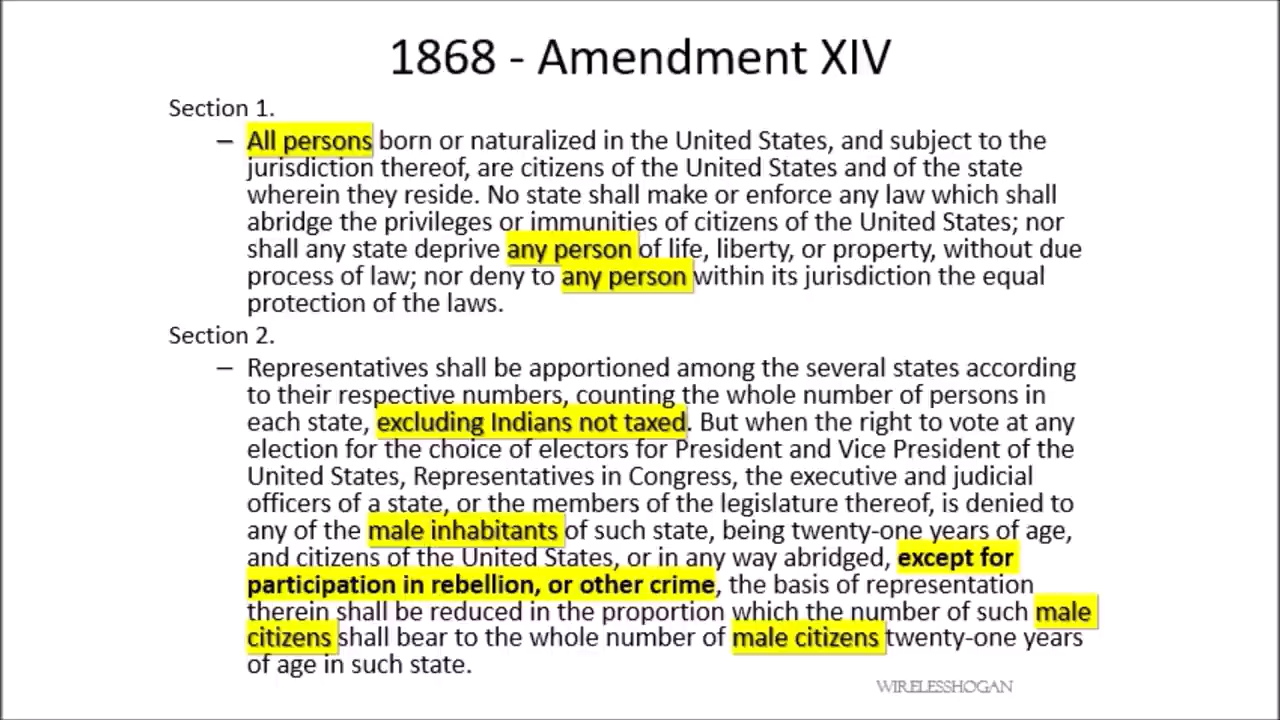 1868 - Amendment XIV
Section 1.
– All persons born or naturalized in the United States, and subject to the
jurisdiction thereof, are citizens of the United States and of the state
wherein they reside. No state shall make or enforce any law which shall
abridge the privileges or immunities of citizens of the United States; nor
shall any state deprive any person of life, liberty, or property, without due
process of law; nor deny to any person within its jurisdiction the equal
protection of the laws.
Section 2.
– Representatives shall be apportioned among the several states according
to their respective numbers, counting the whole number of persons in
each state, excluding Indians not taxed. But when the right to vote at any
election for the choice of electors for President and Vice President of the
United States, Representatives in Congress, the executive and judicial
officers of a state, or the members of the legislature thereof, is denied to
any of the male inhabitants of such state, being twenty-one years of age,
and citizens of the United States, or in any way abridged, except for
participation in rebellion, or other crime, the basis of representation
therein shall be reduced in the proportion which the number of such male
citizens shall bear to the whole number of male citizens twenty-one years
of age in such state.
WIRELESSHOGAN